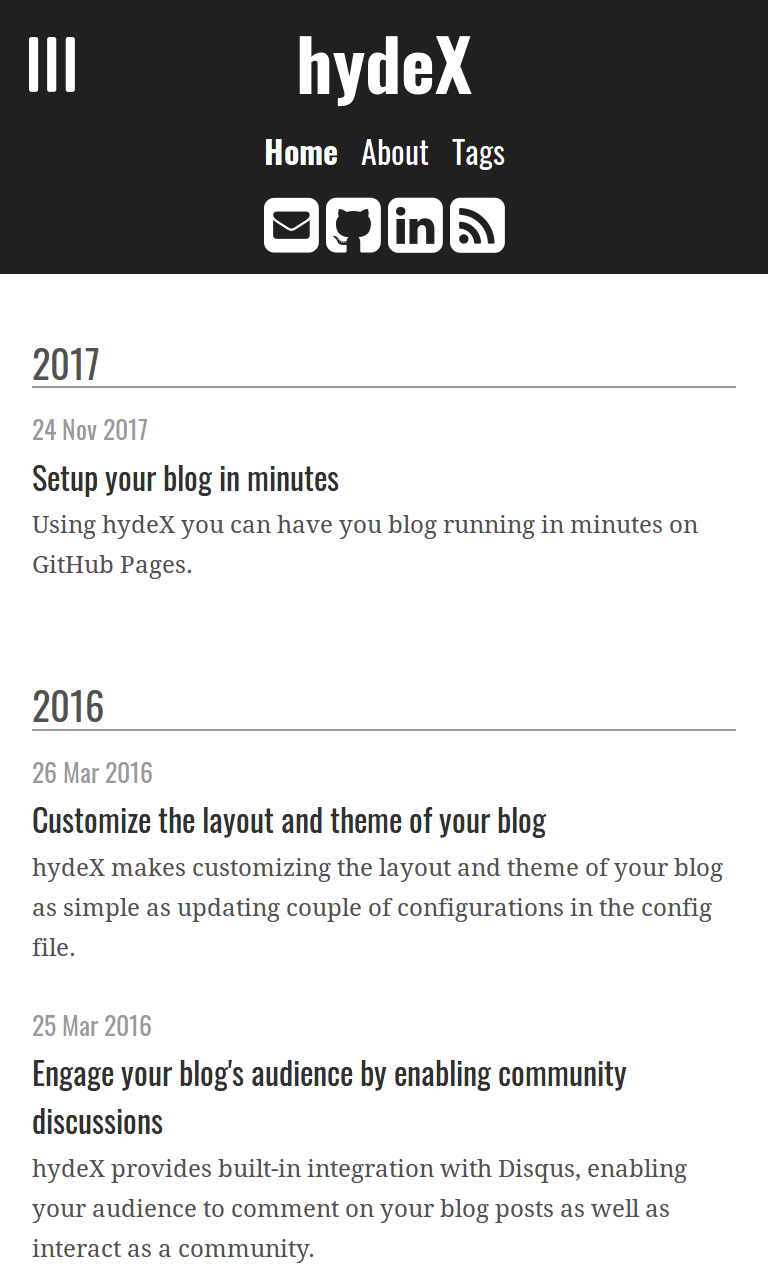 hydeX
Home About Tags
in
2017
24 Nov 2017
Setup your blog in minutes
Using hydeX you can have you blog running in minutes on
GitHub Pages.
2016
26 Mar 2016
Customize the layout and theme of your blog
hydeX makes customizing the layout and theme of your blog
as simple as updating couple of configurations in the config
file.
25 Mar 2016
Engage your blog's audience by enabling community
discussions
hydeX provides built-in integration with Disqus, enabling
your audience to comment on your blog posts as well as
interact as a community.